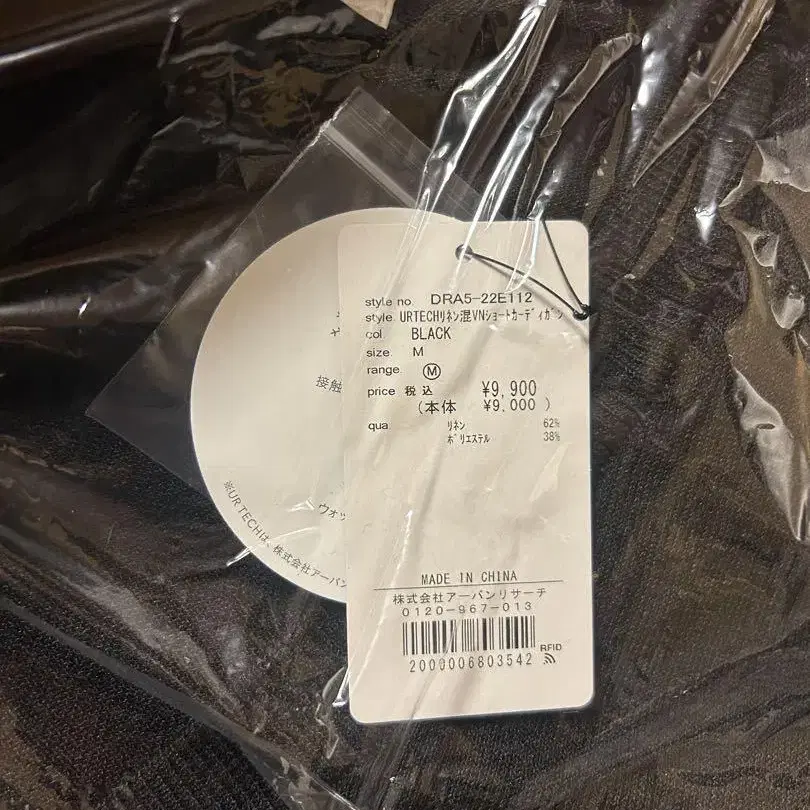 style no. DRA5-22E112
style. URTECHﾘﾈﾝ混VNｼｮｰﾄｶｰﾃﾞｨｶﾞﾝ
col BLACK
size. M
range. Ⓜ
price 税込 ¥9,900
(本体 ¥9,000 )
qua. ﾘﾈﾝ 62%
ﾎﾟﾘｴｽﾃﾙ 38%
MADE IN CHINA
株式会社アーバンリサーチ
0120-967-013
RFID
2000006803542
接触
ウォッ
※UR TECHは、株式会社アーバン